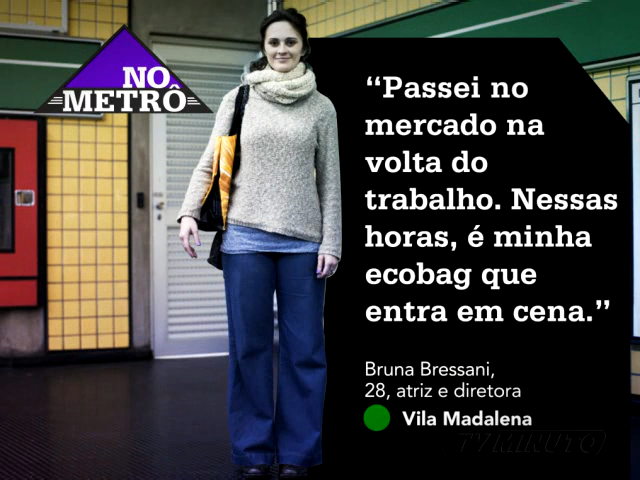 NO
METRÔ
“Passei no
mercado na
volta do
trabalho. Nessas
horas, é minha
ecobag que
entra em cena.”
Bruna Bressani,
28, atriz e diretora
Vila Madalena
TVMINUTO